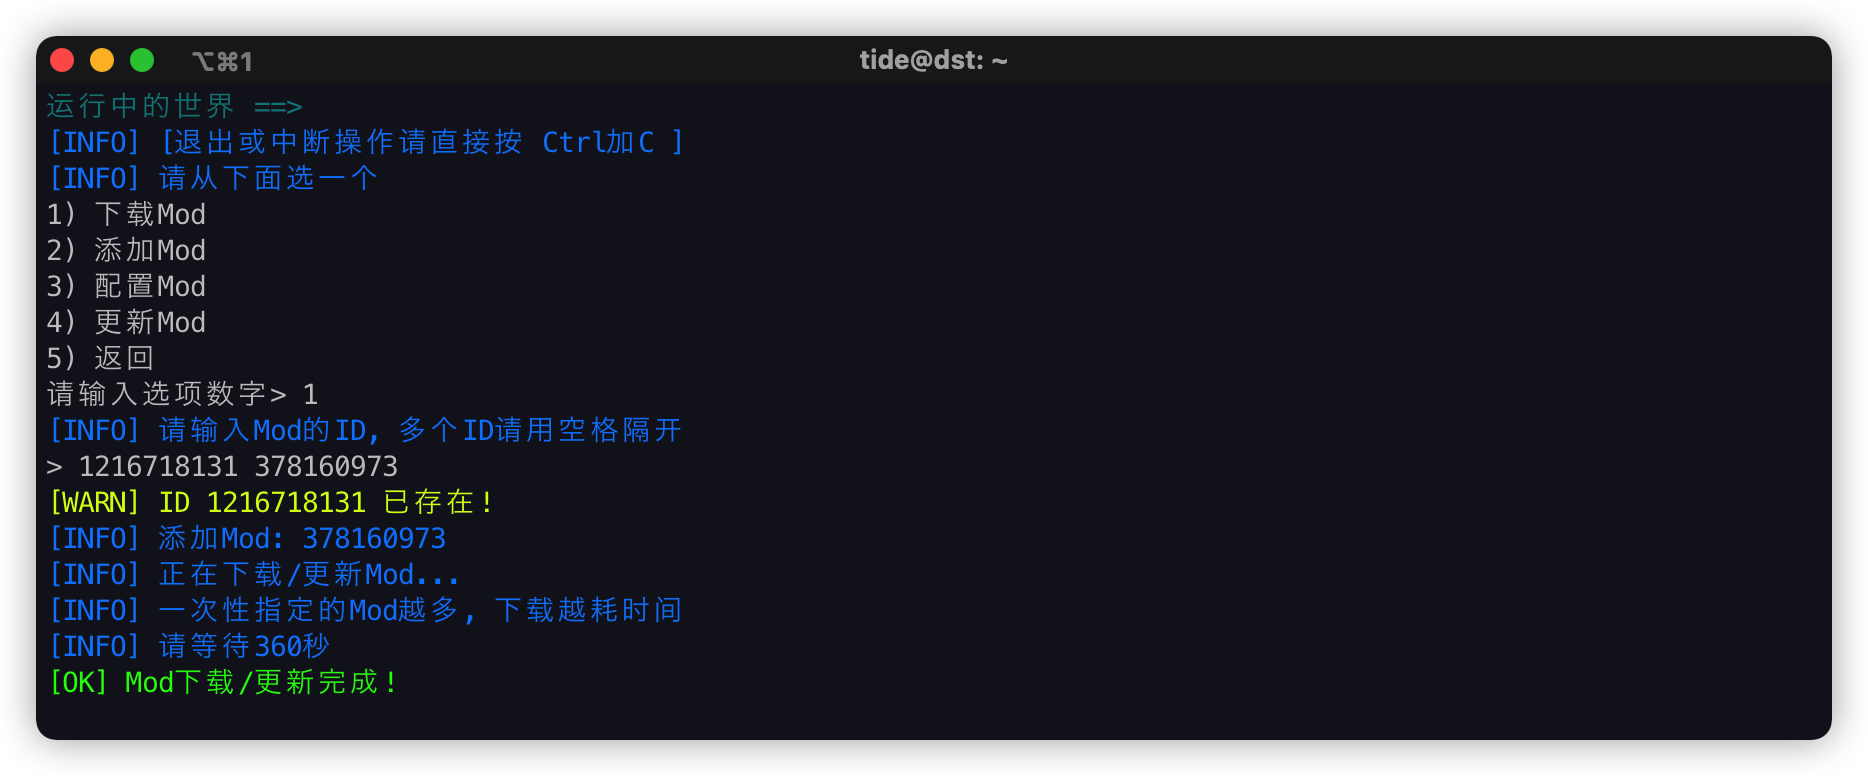 ⌥⌘1
tide@dst: ~
运行中的世界 ==>
[INFO] [退出或中断操作请直接按 Ctrl加C ]
[INFO] 请从下面选一个
1) 下载Mod
2) 添加Mod
3) 配置Mod
4) 更新Mod
5) 返回
请输入选项数字> 1
[INFO] 请输入Mod的ID, 多个ID请用空格隔开
> 1216718131 378160973
[WARN] ID 1216718131 已存在!
[INFO] 添加Mod: 378160973
[INFO] 正在下载/更新Mod...
[INFO] 一次性指定的Mod越多, 下载越耗时间
[INFO] 请等待360秒
[OK] Mod下载/更新完成!